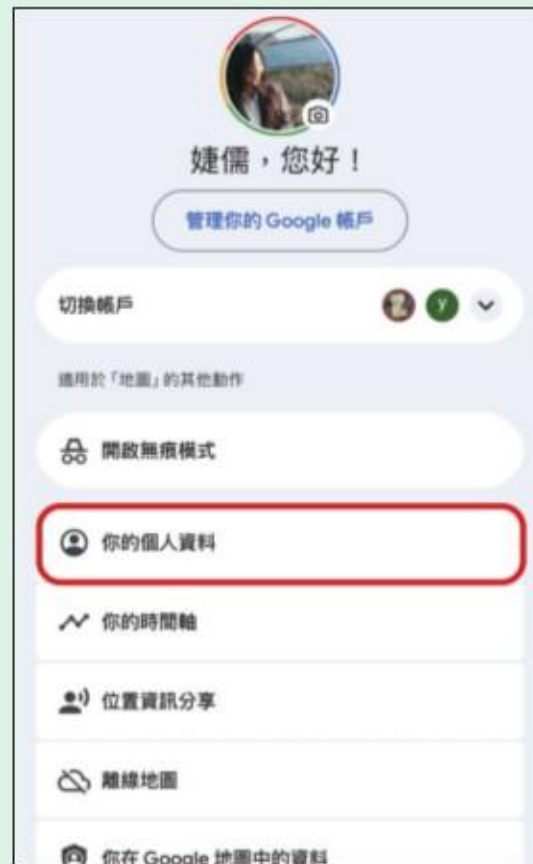 婕儒，您好！
管理你的 Google 帳戶
切換帳戶
y
適用於「地圖」的其他動作
開啟無痕模式
你的個人資料
你的時間軸
位置資訊分享
離線地圖
你在 Google 地圖中的資料